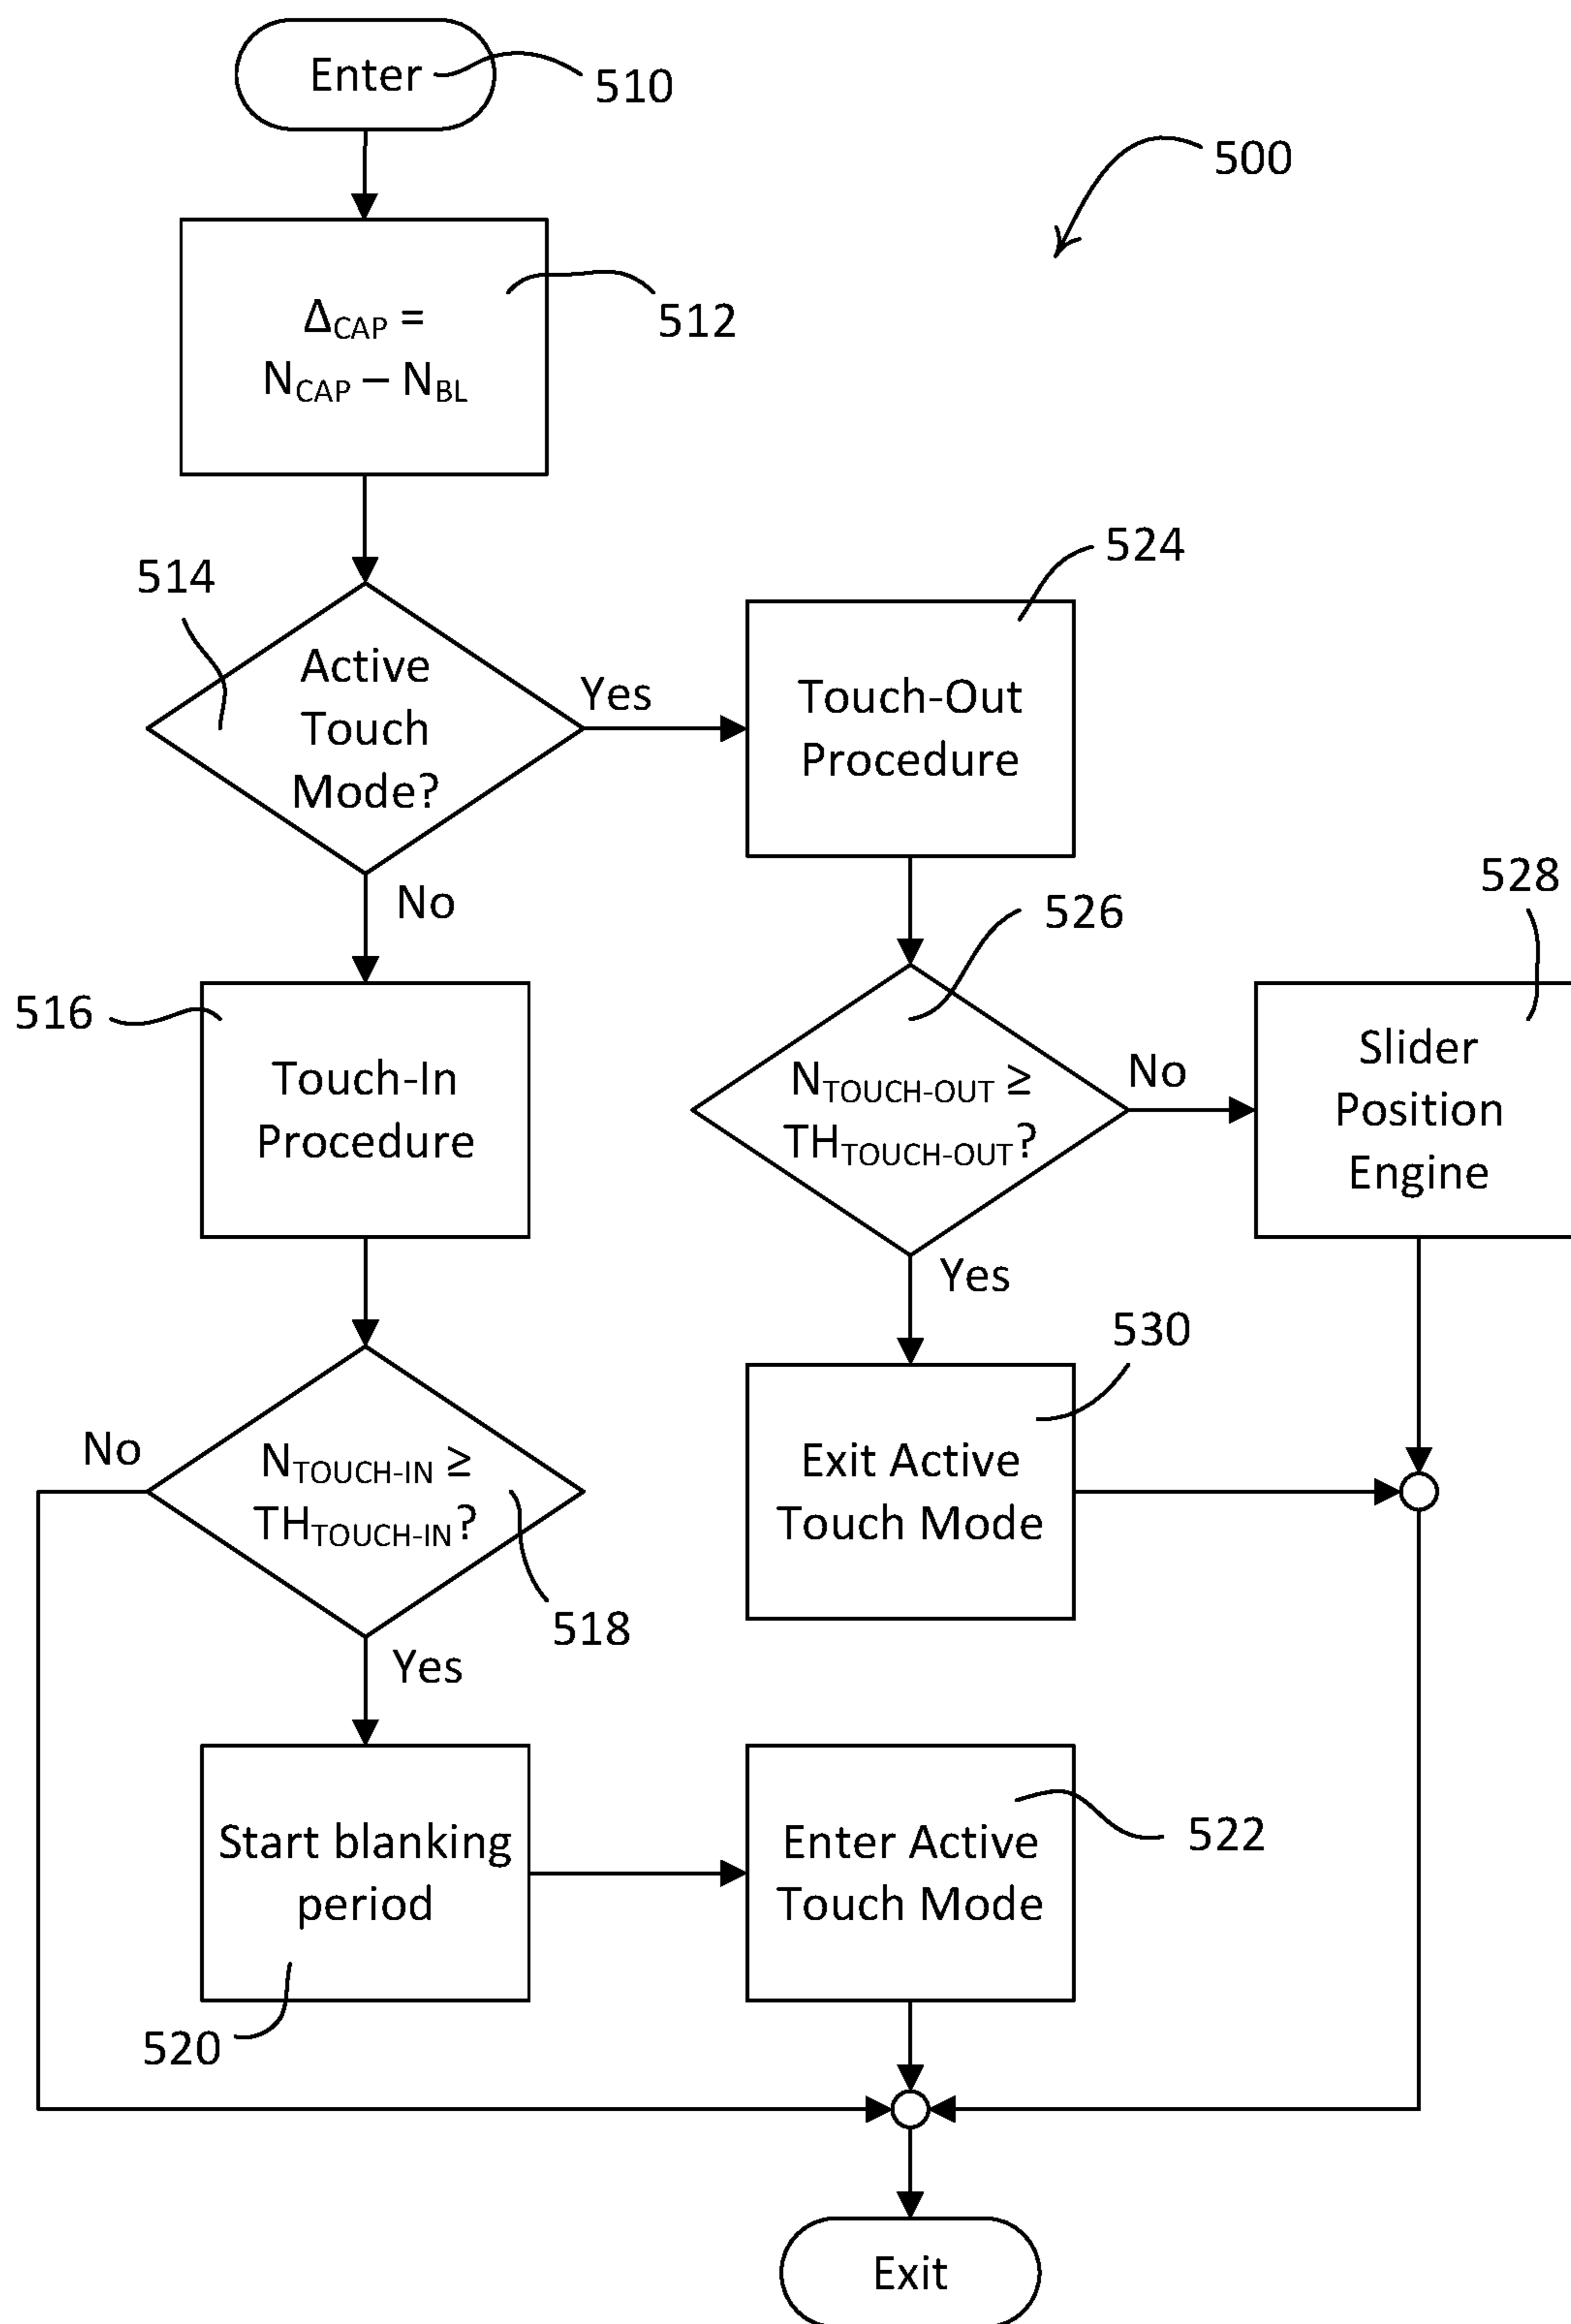 Enter
510
500
ΔCAP =
NCAP – NBL
512
514
Active
Touch
Mode?
Yes
No
524
Touch-Out
Procedure
516
Touch-In
Procedure
526
NTOUCH-OUT ≥
THTOUCH-OUT?
No
Yes
528
Slider
Position
Engine
530
Exit Active
Touch Mode
No
NTOUCH-IN ≥
THTOUCH-IN?
518
Yes
Start blanking
period
520
Enter Active
Touch Mode
522
Exit